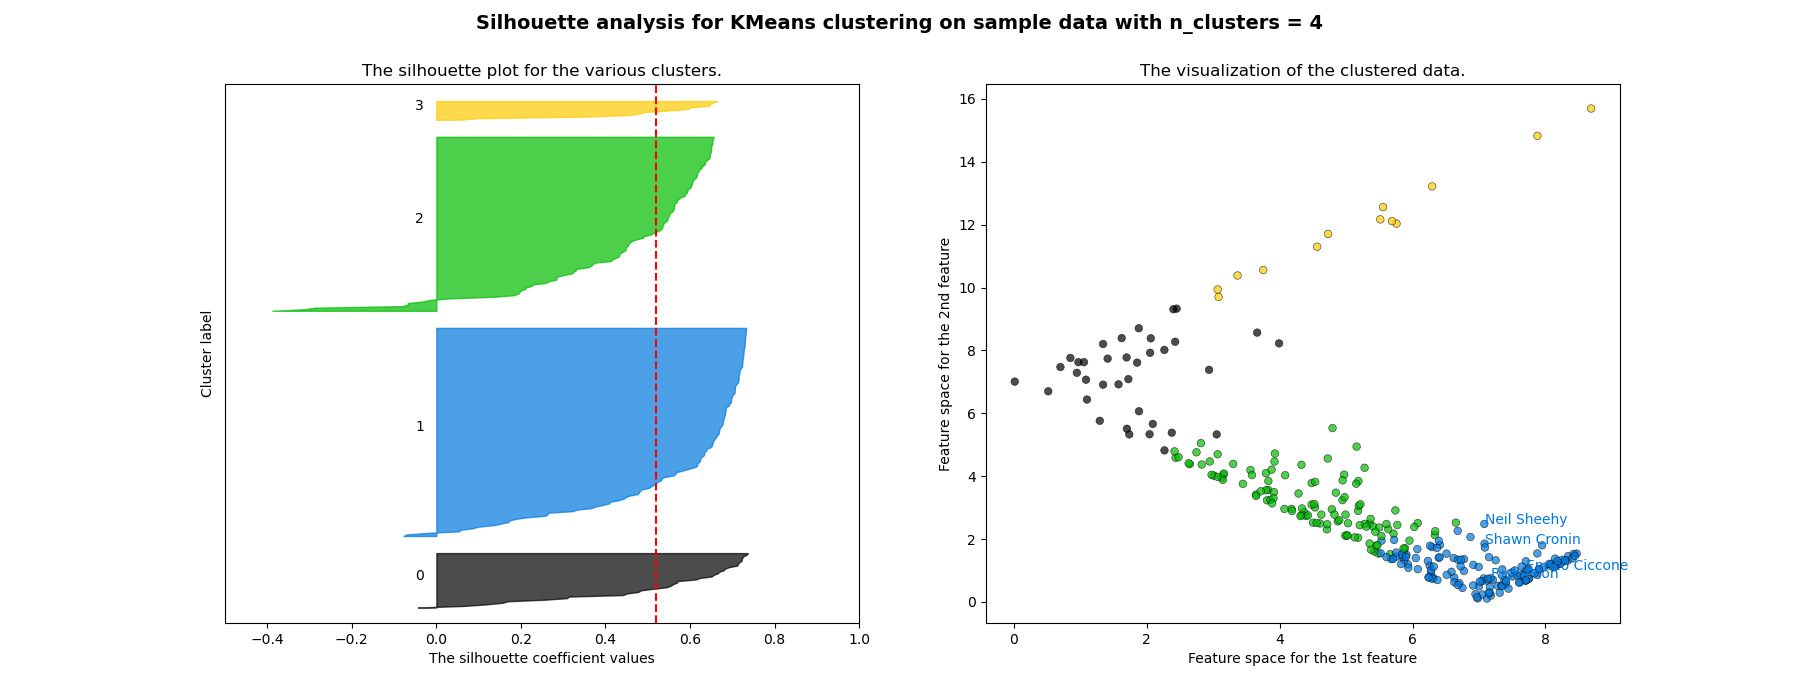 Silhouette analysis for KMeans clustering on sample data with n_clusters = 4
The silhouette plot for the various clusters.
3
2
1
0
Cluster label
−0.4 −0.2 0.0 0.2 0.4 0.6 0.8 1.0
The silhouette coefficient values
The visualization of the clustered data.
16
14
12
10
8
6
4
2
0
Feature space for the 2nd feature
Neil Sheehy
Shawn Cronin
Ciccone
0 2 4 6 8
Feature space for the 1st feature